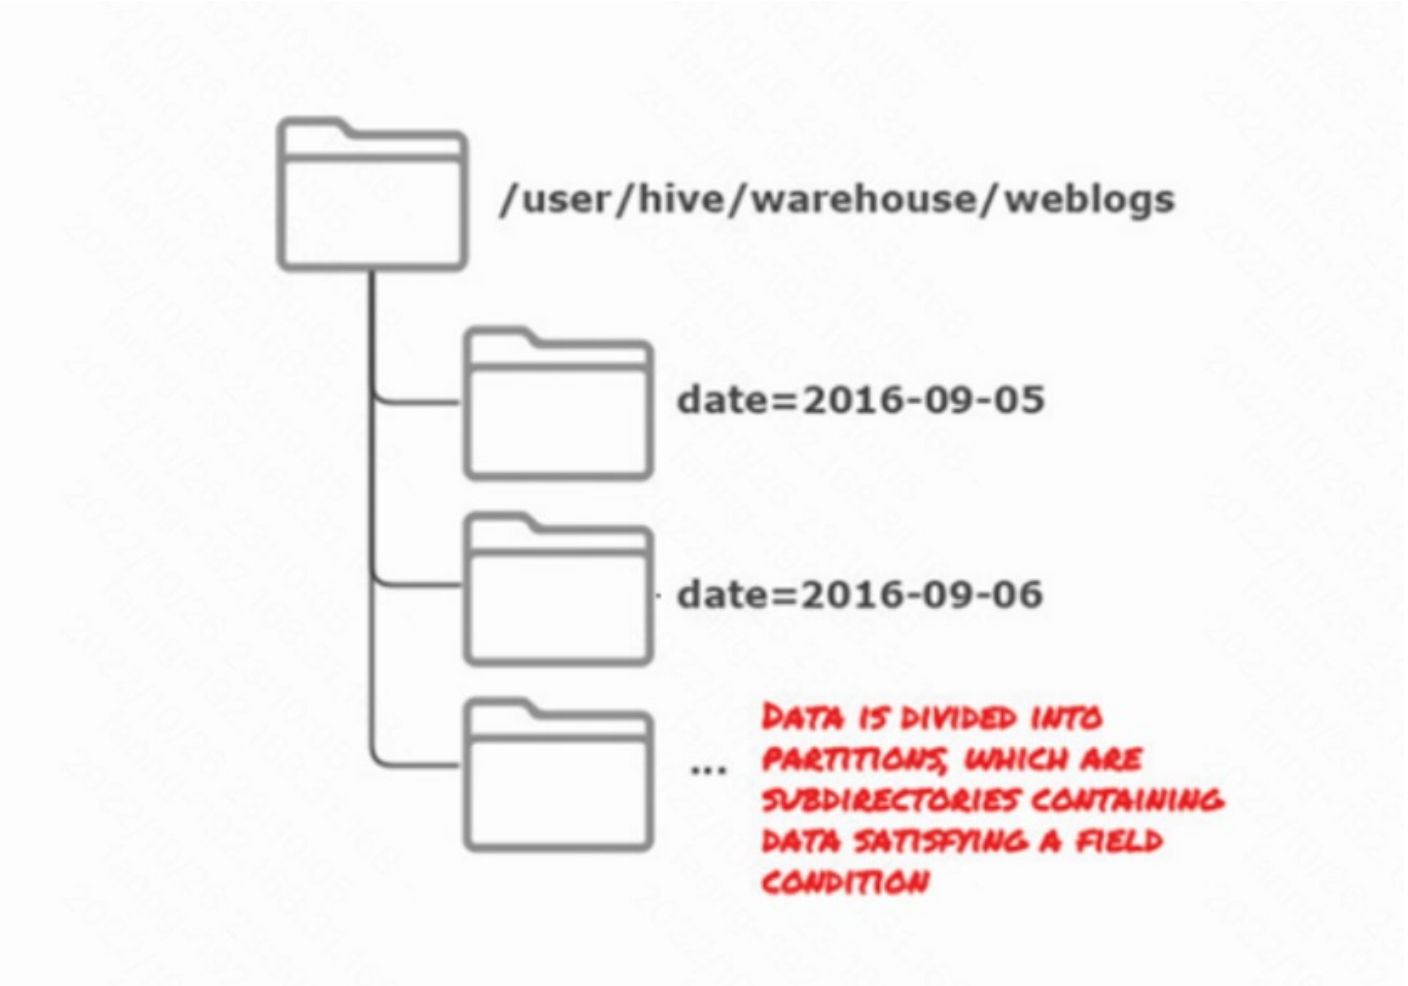 /user/hive/warehouse/weblogs
date=2016-09-05
date=2016-09-06
...
DATA IS DIVIDED INTO
PARTITIONS, WHICH ARE
SUBDIRECTORIES CONTAINING
DATA SATISFYING A FIELD
CONDITION